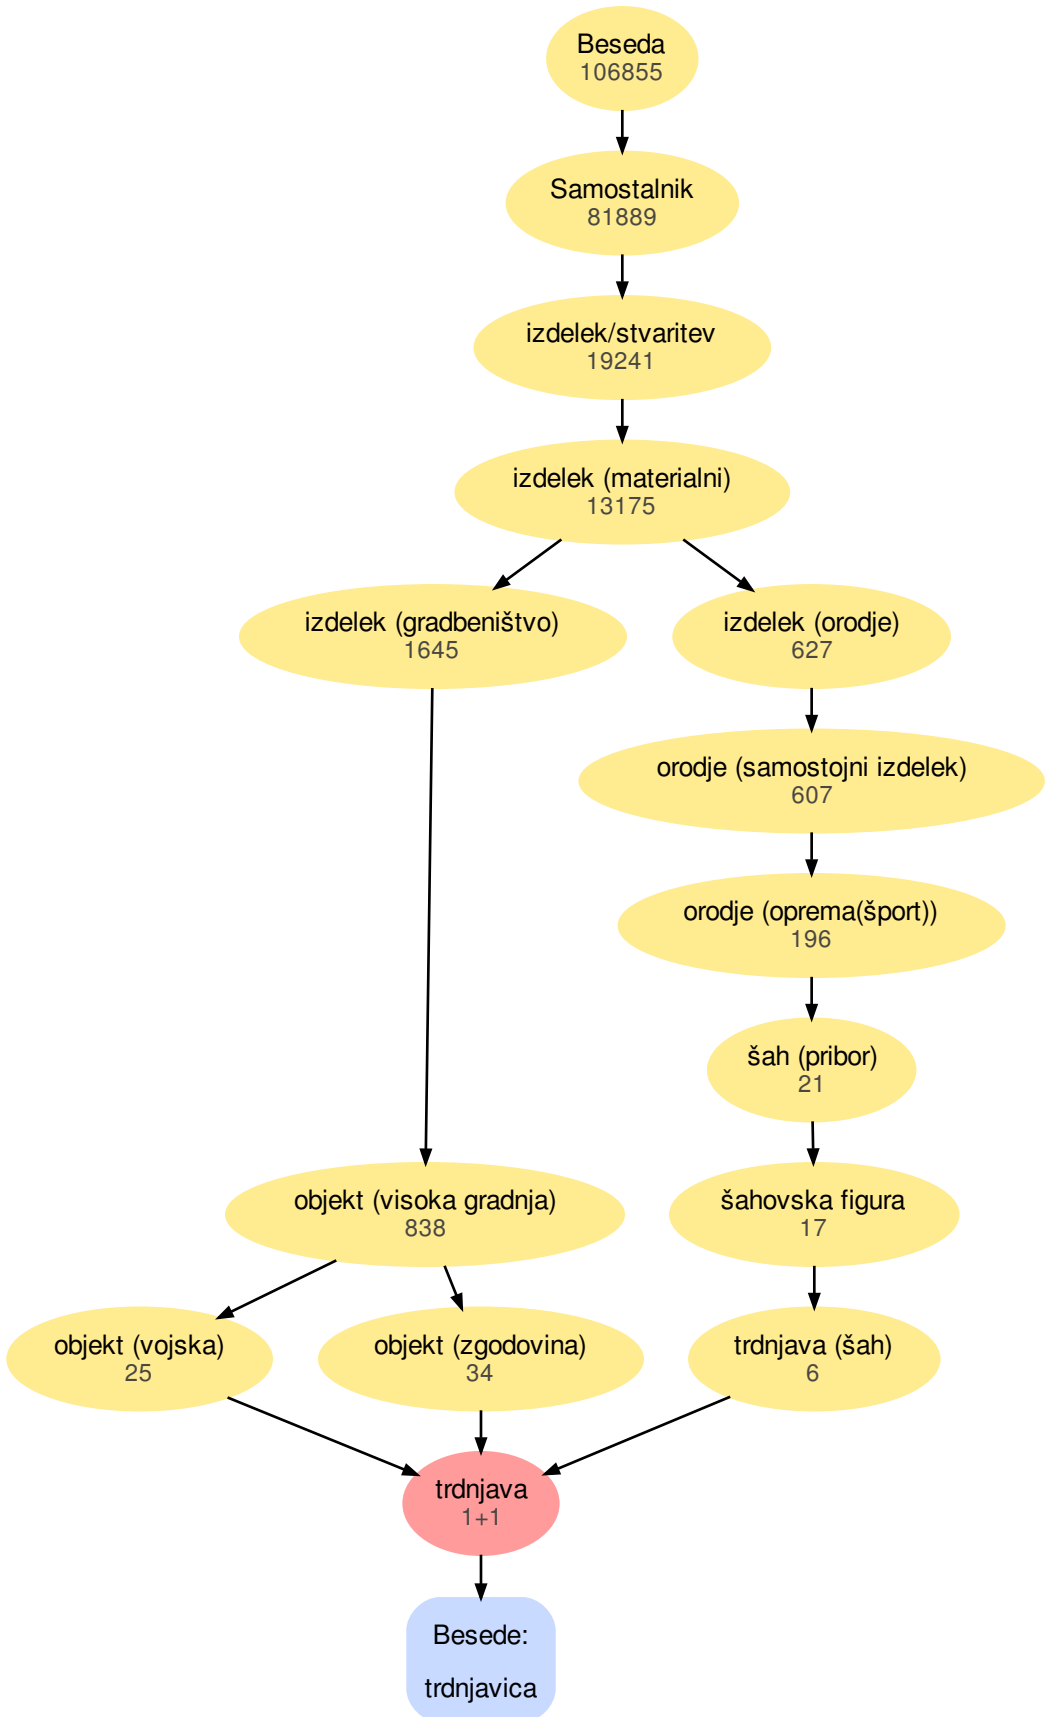 Beseda
106855
Samostalnik
81889
izdelek/stvaritev
19241
izdelek (materialni)
13175
izdelek (gradbeništvo)
1645
izdelek (orodje)
627
orodje (samostojni izdelek)
607
orodje (oprema(šport))
196
šah (pribor)
21
objekt (visoka gradnja)
838
šahovska figura
17
objekt (vojska)
25
objekt (zgodovina)
34
trdnjava (šah)
6
trdnjava
1+1
Besede:
trdnjavica